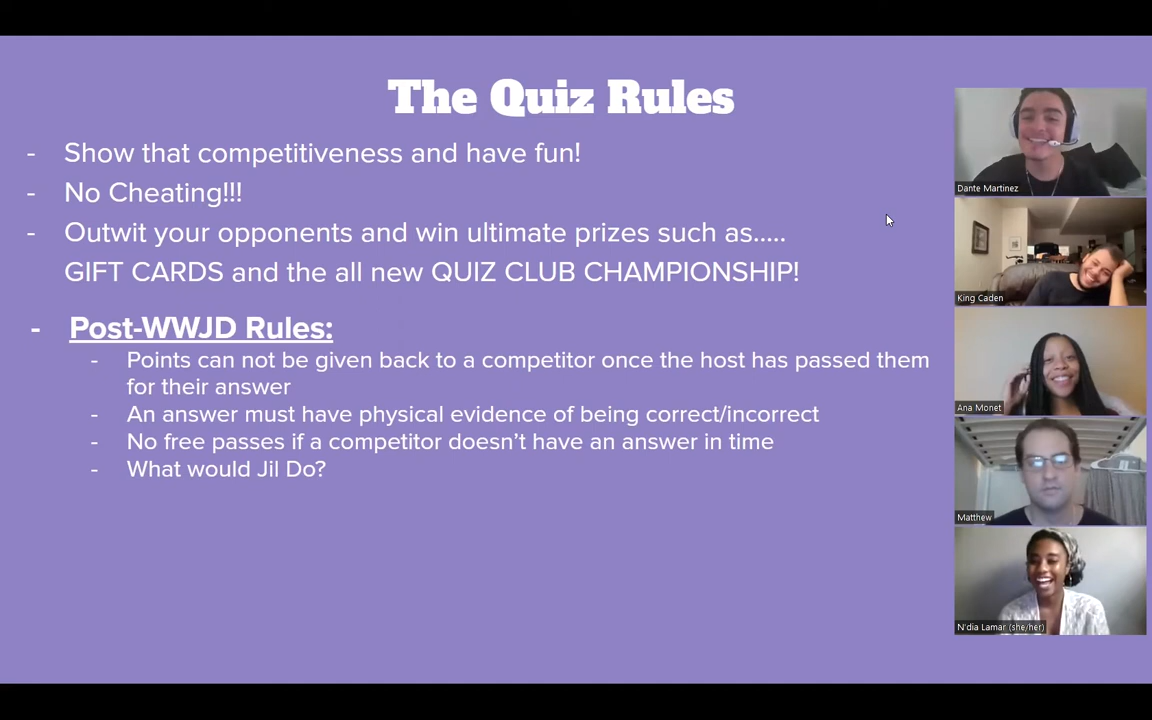 The Quiz Rules
- Show that competitiveness and have fun!
- No Cheating!!!
- Outwit your opponents and win ultimate prizes such as.....
GIFT CARDS and the all new QUIZ CLUB CHAMPIONSHIP!
- Post-WWJD Rules:
- Points can not be given back to a competitor once the host has passed them
for their answer
- An answer must have physical evidence of being correct/incorrect
- No free passes if a competitor doesn't have an answer in time
- What would Jil Do?
Dante Martinez
King Caden
Ana Monet
Matthew
N'dia Lamar (she/her)